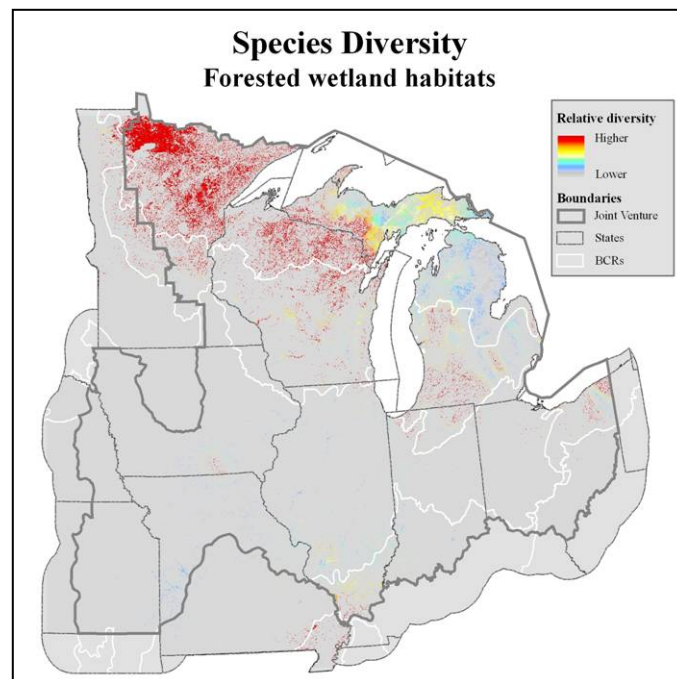 Species Diversity
Forested wetland habitats
Relative diversity
Higher
Lower
Boundaries
Joint Venture
States
BCRs